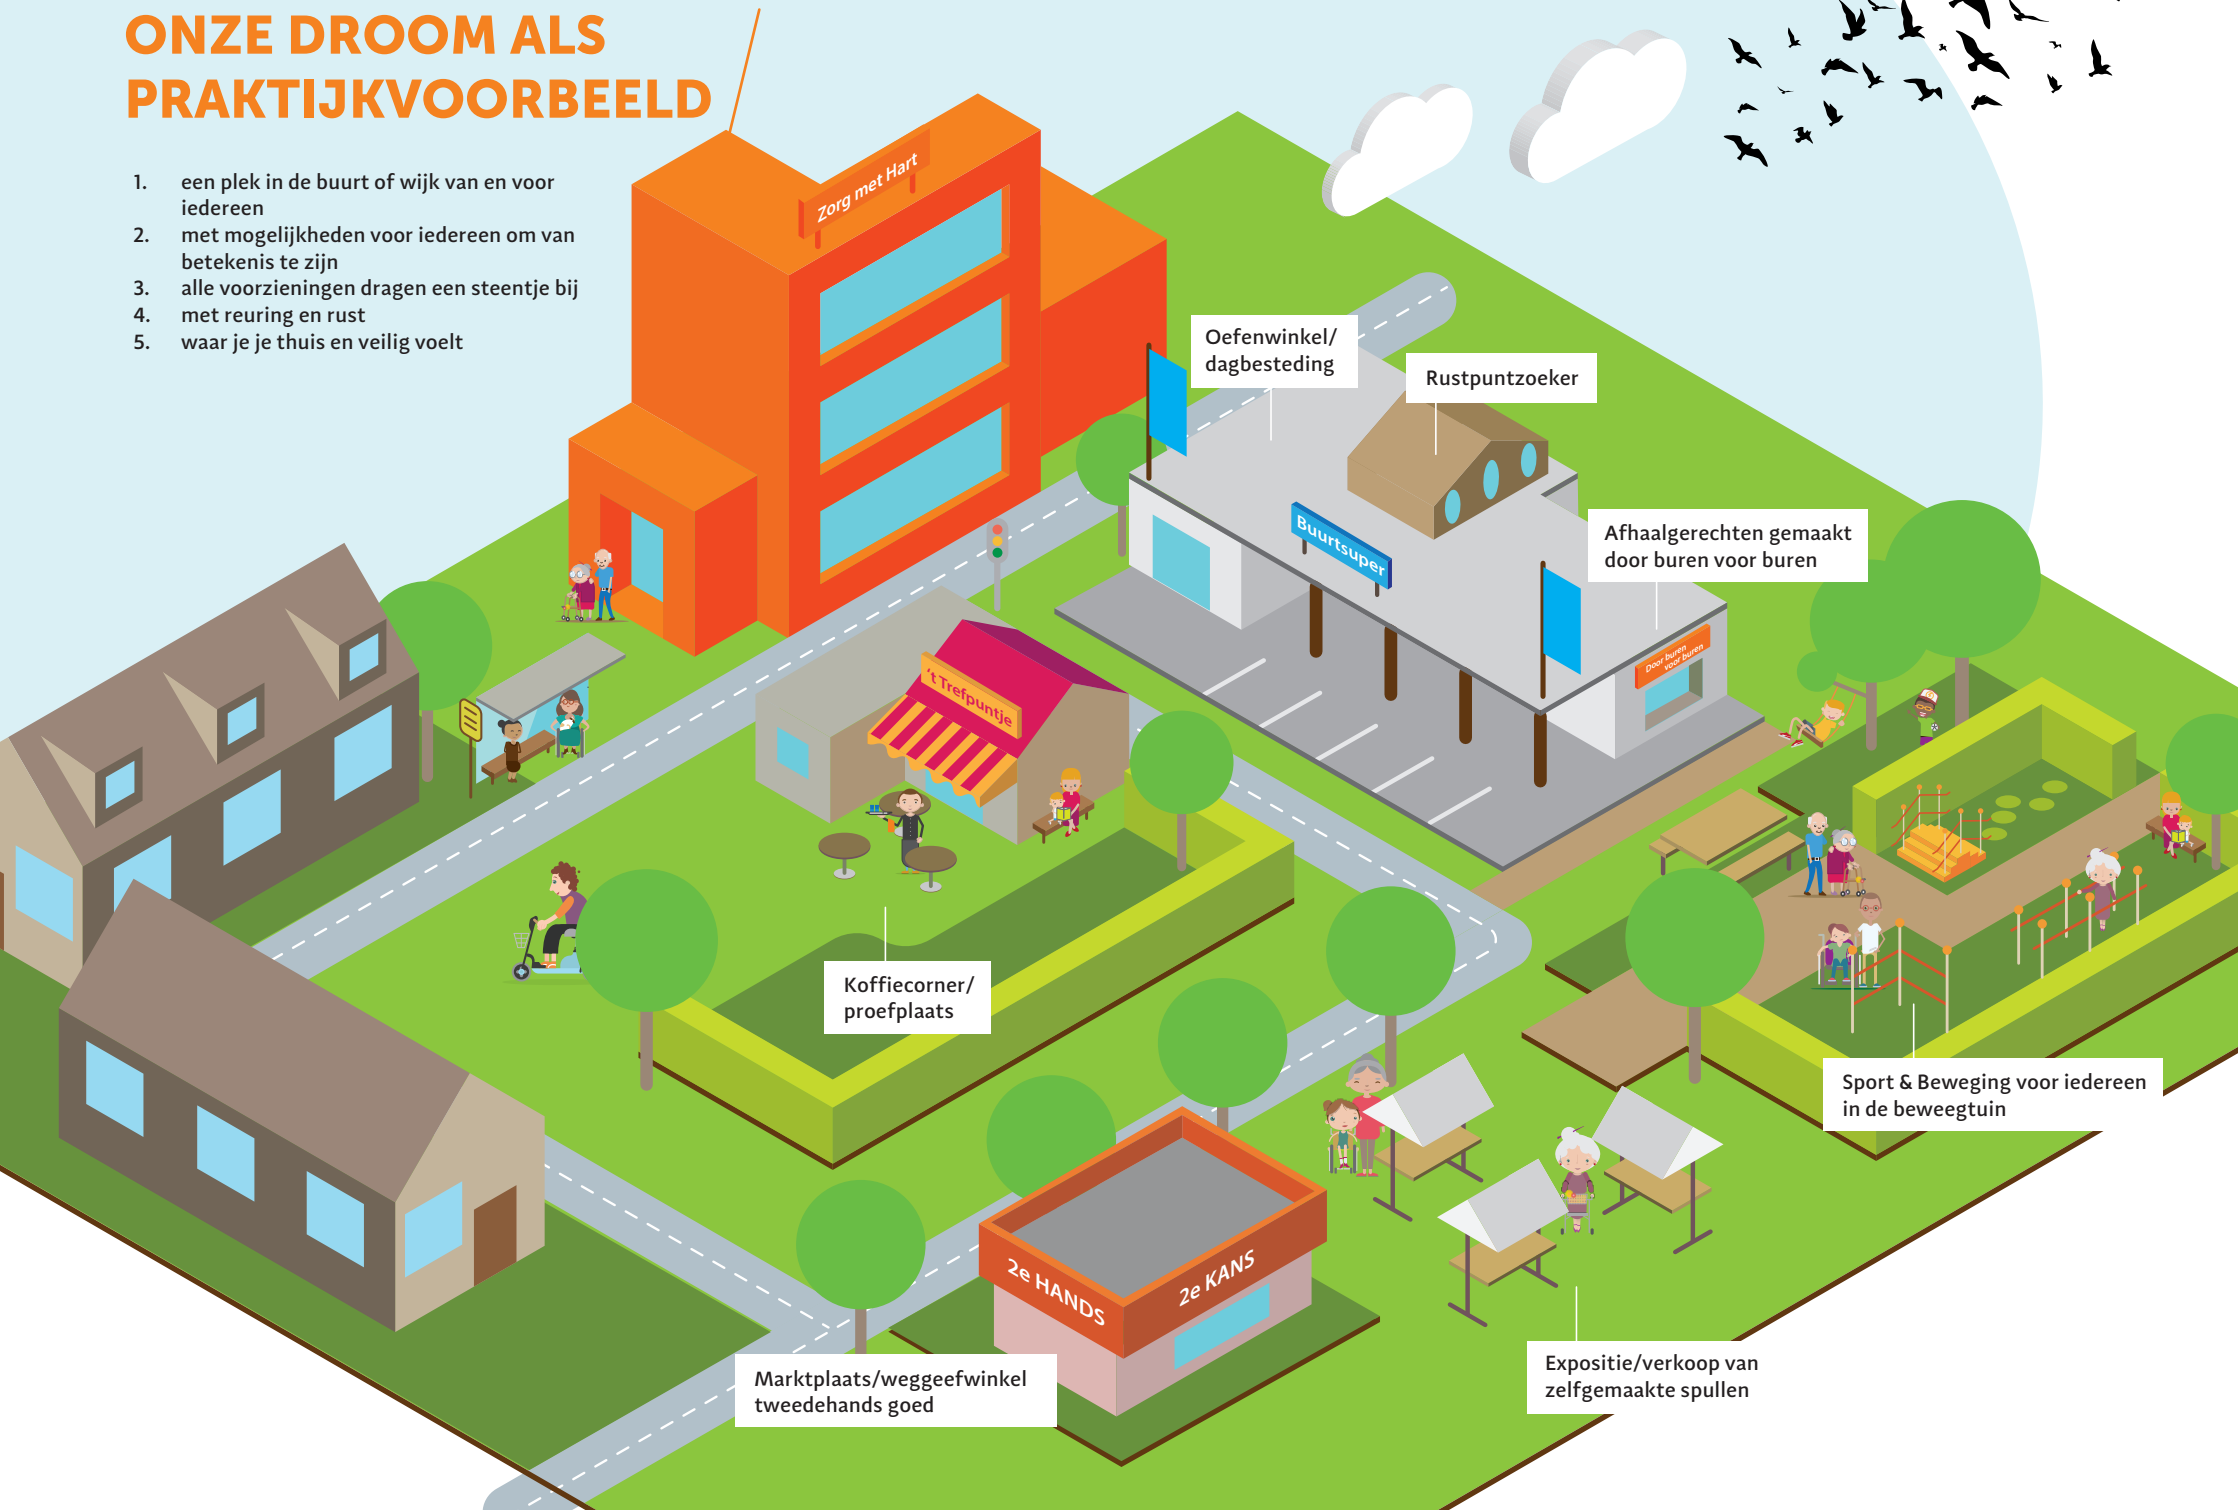 ONZE DROOM ALS
PRAKTIJKVOORBEELD
1. een plek in de buurt of wijk van en voor
iedereen
2. met mogelijkheden voor iedereen om van
betekenis te zijn
3. alle voorzieningen dragen een steentje bij
4. met reuring en rust
5. waar je je thuis en veilig voelt
Zorg met Hart
Oefenwinkel/
dagbesteding
Rustpuntzoeker
Buurtsuper
Afhaalgerechten gemaakt
door buren voor buren
Door buren
voor buren
't Trefpuntje
Koffiecorner/
proefplaats
Sport & Beweging voor iedereen
in de beweegtuin
2e HANDS
2e KANS
Marktplaats/weggeefwinkel
tweedehands goed
Expositie/verkoop van
zelfgemaakte spullen